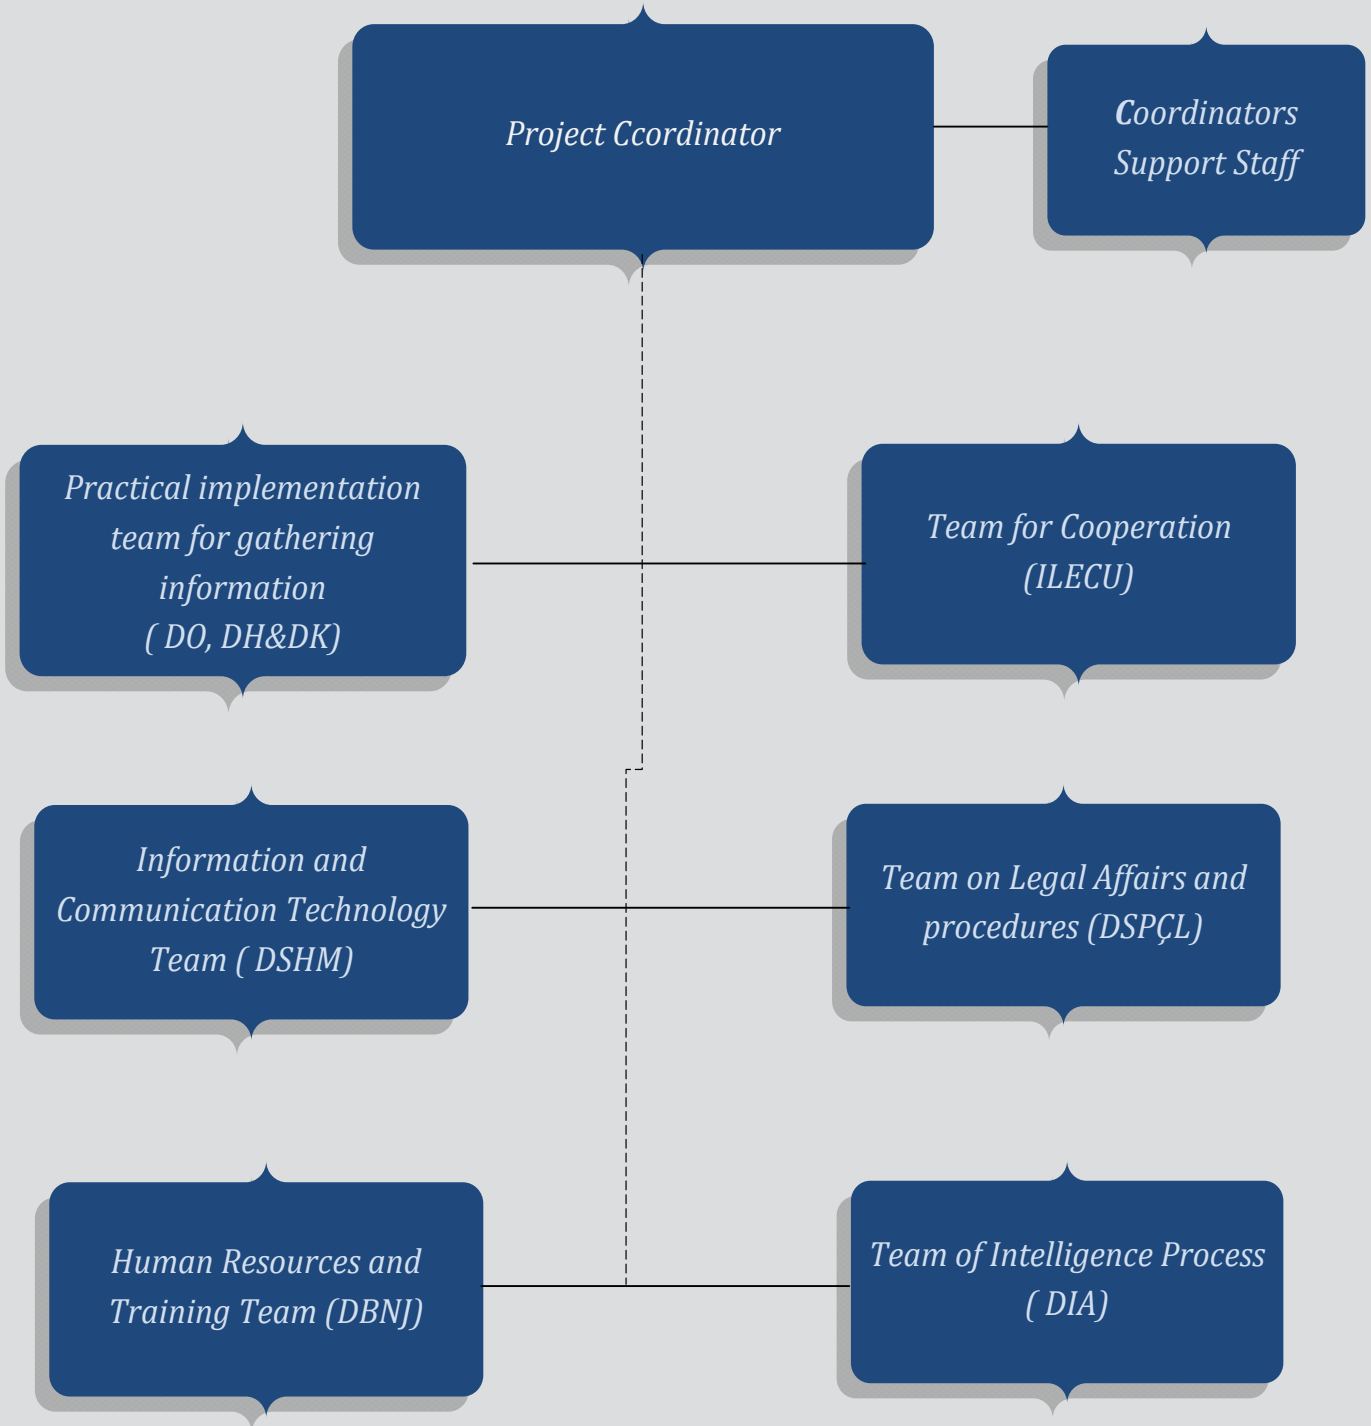 Project Ccordinator
Coordinators
Support Staff
Practical implementation
team for gathering
information
( DO, DH&DK)
Team for Cooperation
(ILECU)
Information and
Communication Technology
Team ( DSHM)
Team on Legal Affairs and
procedures (DSPÇL)
Human Resources and
Training Team (DBNJ)
Team of Intelligence Process
( DIA)